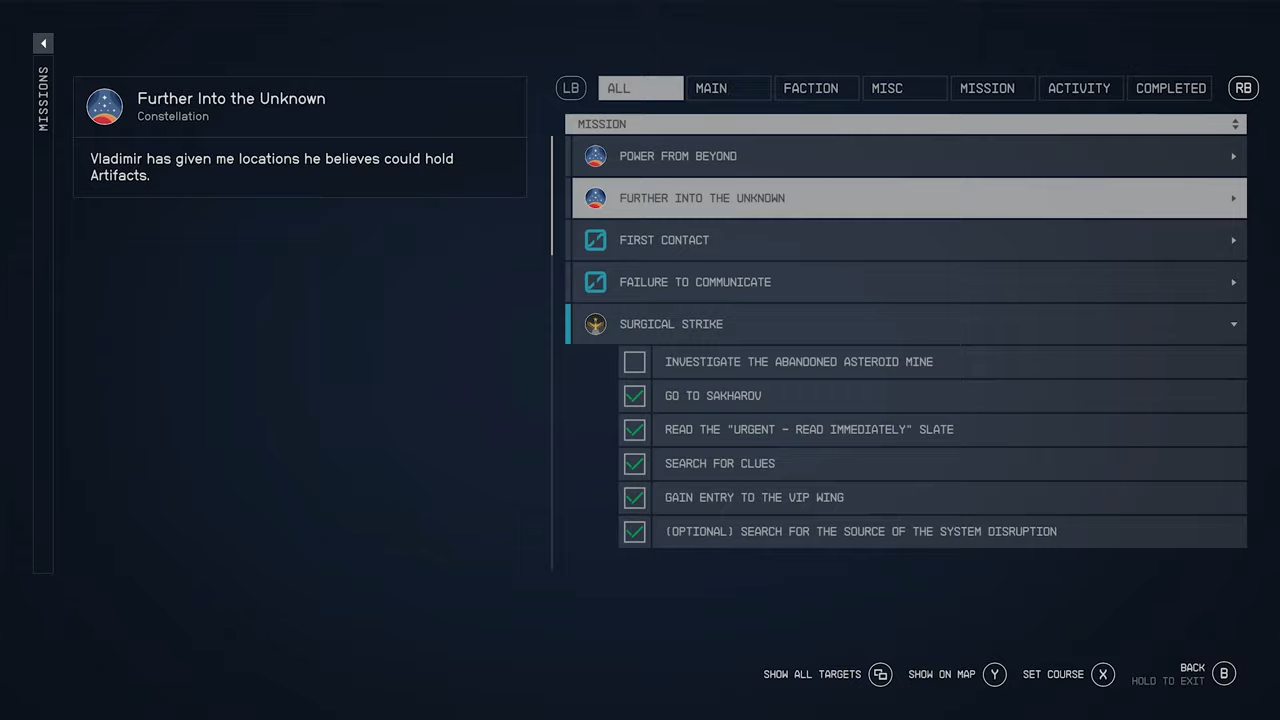 MISSIONS
Further Into the Unknown
Constellation
Vladimir has given me locations he believes could hold
Artifacts.
LB
ALL
MAIN
FACTION
MISC
MISSION
ACTIVITY
COMPLETED
RB
MISSION
POWER FROM BEYOND
FURTHER INTO THE UNKNOWN
FIRST CONTACT
FAILURE TO COMMUNICATE
SURGICAL STRIKE
INVESTIGATE THE ABANDONED ASTEROID MINE
GO TO SAKHAROV
READ THE "URGENT - READ IMMEDIATELY" SLATE
SEARCH FOR CLUES
GAIN ENTRY TO THE VIP WING
(OPTIONAL) SEARCH FOR THE SOURCE OF THE SYSTEM DISRUPTION
SHOW ALL TARGETS
SHOW ON MAP
Y
SET COURSE
X
BACK
HOLD TO EXIT
B